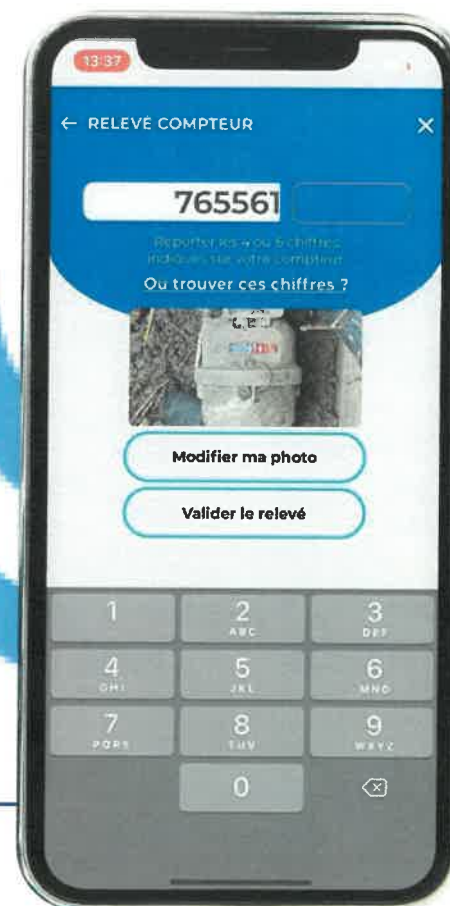 13:37
← RELEVÉ COMPTEUR ×
765561
Reporter les 4 ou 5 chiffres
indiqués sur votre compteur
Ou trouver ces chiffres ?
Modifier ma photo
Valider le relevé
1 2 3
ABC DEF
4 5 6
GHI JKL MNO
7 8 9
PQRS TUV WXYZ
0